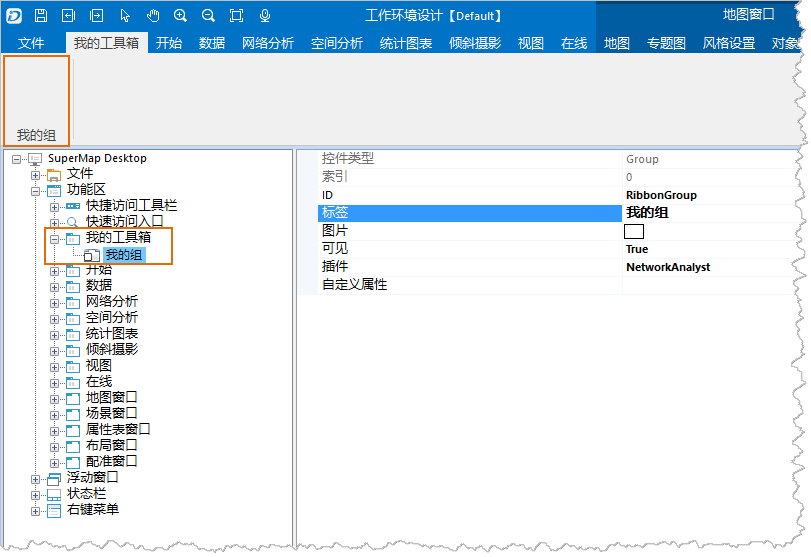 工作环境设计【Default】
地图窗口
文件 我的工具箱 开始 数据 网络分析 空间分析 统计图表 倾斜摄影 视图 在线 地图 专题图 风格设置 对象
我的组
SuperMap Desktop
文件
功能区
快捷访问工具栏
快速访问入口
我的工具箱
我的组
开始
数据
网络分析
空间分析
统计图表
倾斜摄影
视图
在线
地图窗口
场景窗口
属性表窗口
布局窗口
配准窗口
浮动窗口
状态栏
右键菜单
控件类型 Group
索引 0
ID RibbonGroup
标签 我的组
图片
可见 True
插件 NetworkAnalyst
自定义属性